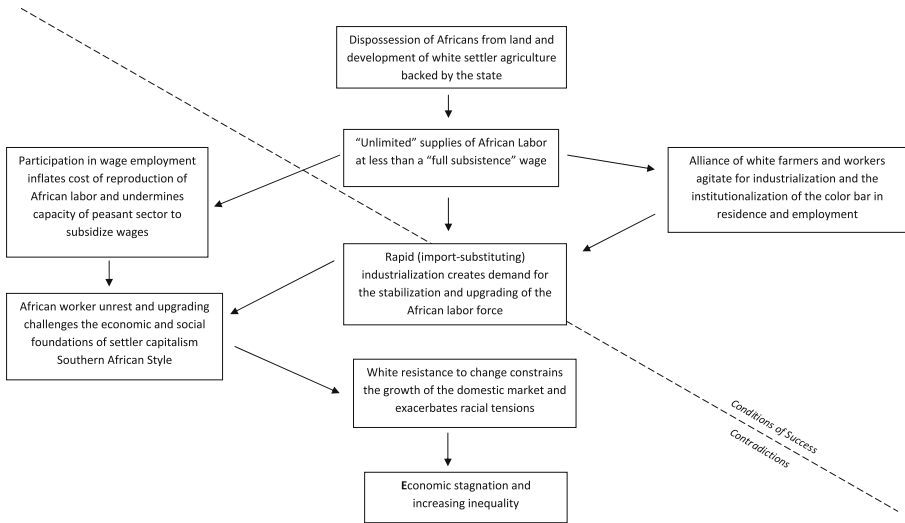 Dispossession of Africans from land and
development of white settler agriculture
backed by the state
“Unlimited” supplies of African Labor
at less than a “full subsistence” wage
Participation in wage employment
inflates cost of reproduction of
African labor and undermines
capacity of peasant sector to
subsidize wages
Alliance of white farmers and workers
agitate for industrialization and the
institutionalization of the color bar in
residence and employment
Rapid (import-substituting)
industrialization creates demand for
the stabilization and upgrading of the
African labor force
African worker unrest and upgrading
challenges the economic and social
foundations of settler capitalism
Southern African Style
White resistance to change constrains
the growth of the domestic market and
exacerbates racial tensions
Conditions of Success
Contradictions
Economic stagnation and
increasing inequality